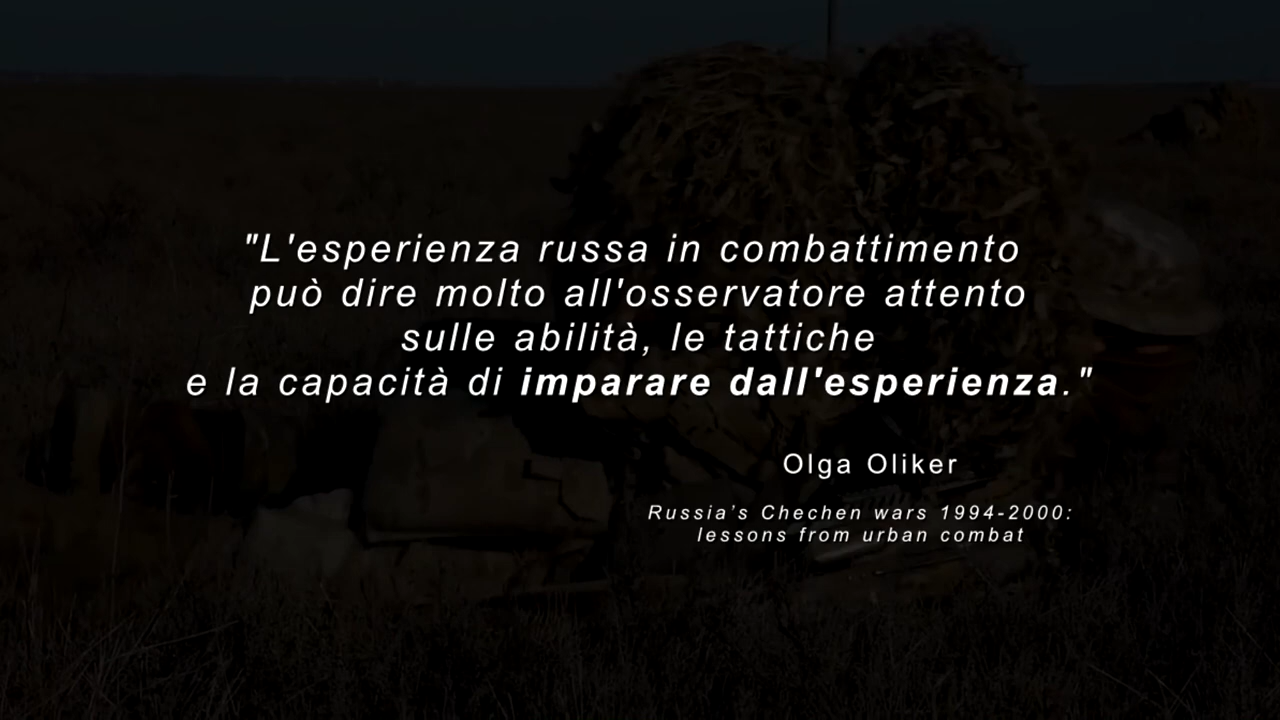 "L'esperienza russa in combattimento
può dire molto all'osservatore attento
sulle abilità, le tattiche
e la capacità di imparare dall'esperienza."
Olga Oliker
Russia’s Chechen wars 1994-2000:
lessons from urban combat